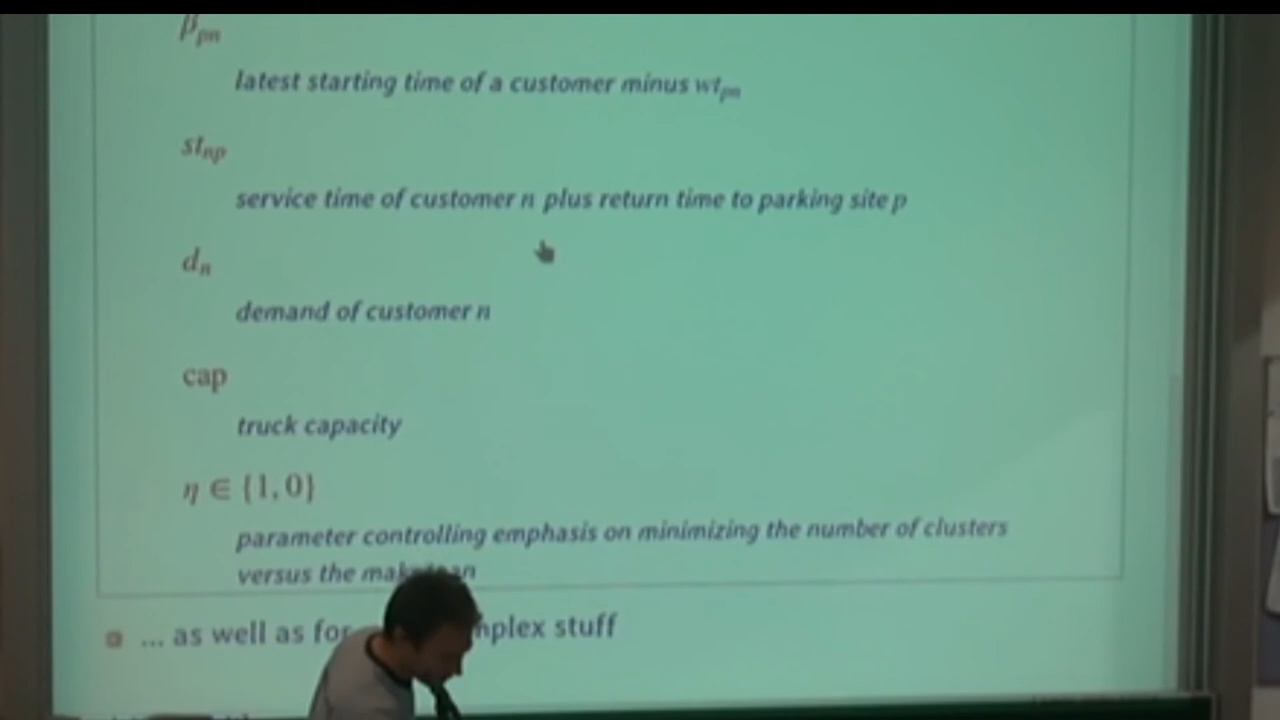 β_pn
latest starting time of a customer minus wt_pn
st_np
service time of customer n plus return time to parking site p
d_n
demand of customer n
cap
truck capacity
η ∈ {1, 0}
parameter controlling emphasis on minimizing the number of clusters
versus the
... as well as for stuff